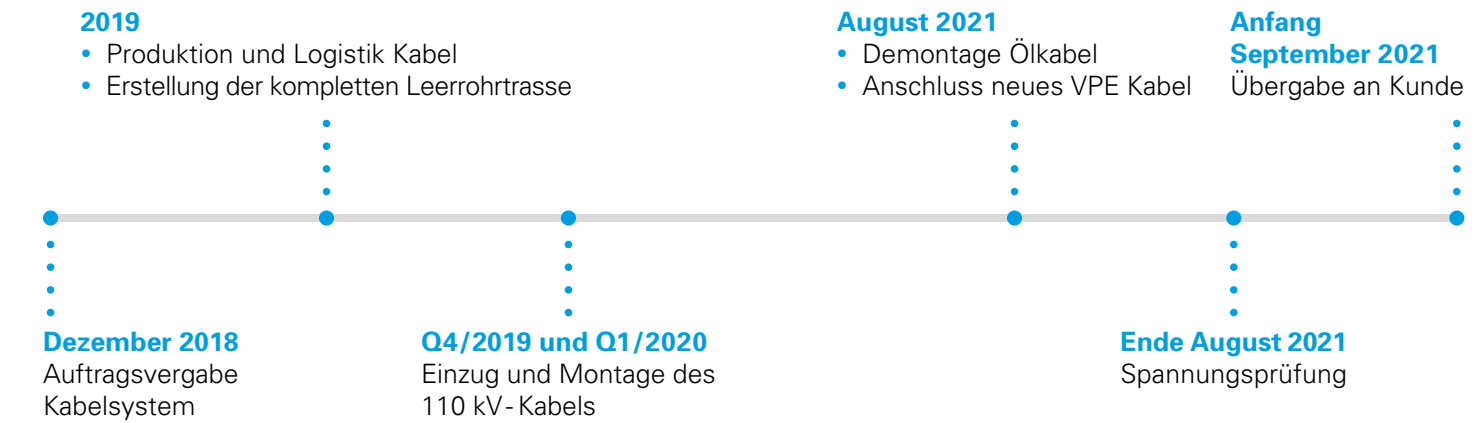 2019
• Produktion und Logistik Kabel
• Erstellung der kompletten Leerrohrtrasse
August 2021
• Demontage Ölkabel
• Anschluss neues VPE Kabel
Anfang
September 2021
Übergabe an Kunde
Dezember 2018
Auftragsvergabe
Kabelsystem
Q4/2019 und Q1/2020
Einzug und Montage des
110 kV-Kabels
Ende August 2021
Spannungsprüfung